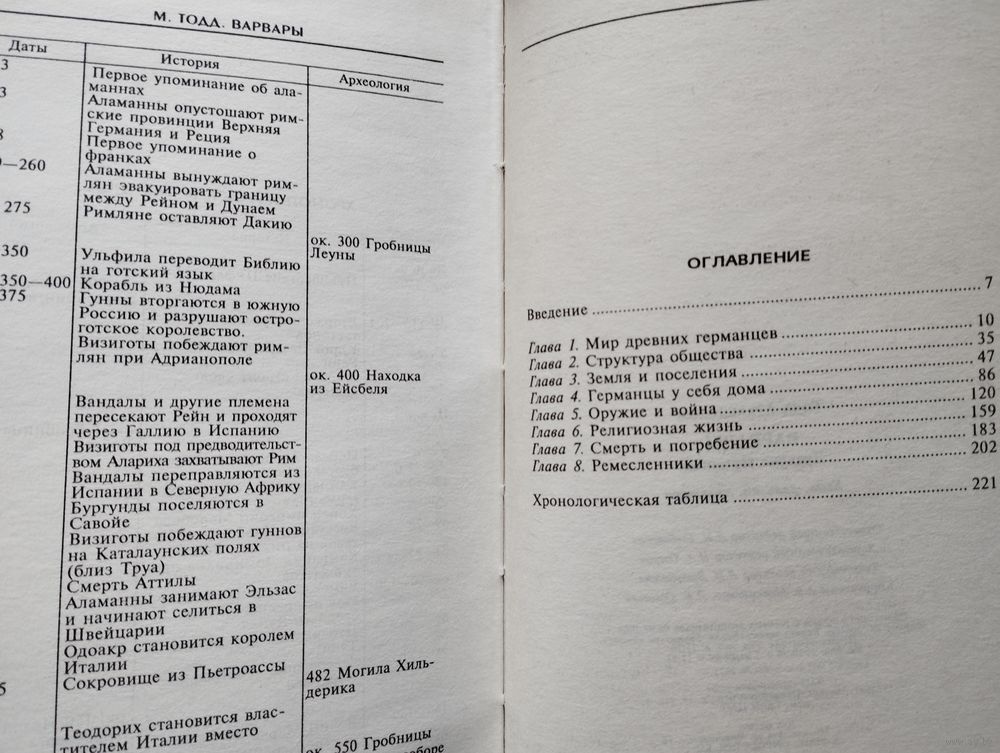 М. ТОДД. ВАРВАРЫ
Даты История Археология
3 Первое упоминание об ала-
маннах
3 Аламанны опустошают рим-
ские провинции Верхняя
Германия и Реция
8 Первое упоминание о
франках
—260 Аламанны вынуждают рим-
лян эвакуировать границу
между Рейном и Дунаем
275 Римляне оставляют Дакию
ок. 300 Гробницы
Леуны
350 Ульфила переводит Библию
на готский язык
350—400 Корабль из Нюдама
375 Гунны вторгаются в южную
Россию и разрушают остро-
готское королевство.
Визиготы побеждают рим-
лян при Адрианополе
ок. 400 Находка
из Ейсбеля
Вандалы и другие племена
пересекают Рейн и проходят
через Галлию в Испанию
Визиготы под предводительст-
вом Алариха захватывают Рим
Вандалы переправляются из
Испании в Северную Африку
Бургунды поселяются в
Савойе
Визиготы побеждают гуннов
на Каталаунских полях
(близ Труа)
Смерть Аттилы
Аламанны занимают Эльзас
и начинают селиться в
Швейцарии
Одоакр становится королем
Италии
5 Сокровище из Пьетроассы
482 Могила Хиль-
дерика
Теодорих становится влас-
тителем Италии вместо
ок. 550 Гробницы
ОГЛАВЛЕНИЕ
Введение 7
Глава 1. Мир древних германцев 10
Глава 2. Структура общества 35
Глава 3. Земля и поселения 47
Глава 4. Германцы у себя дома 86
Глава 5. Оружие и война 120
Глава 6. Религиозная жизнь 159
Глава 7. Смерть и погребение 183
Глава 8. Ремесленники 202
Хронологическая таблица 221